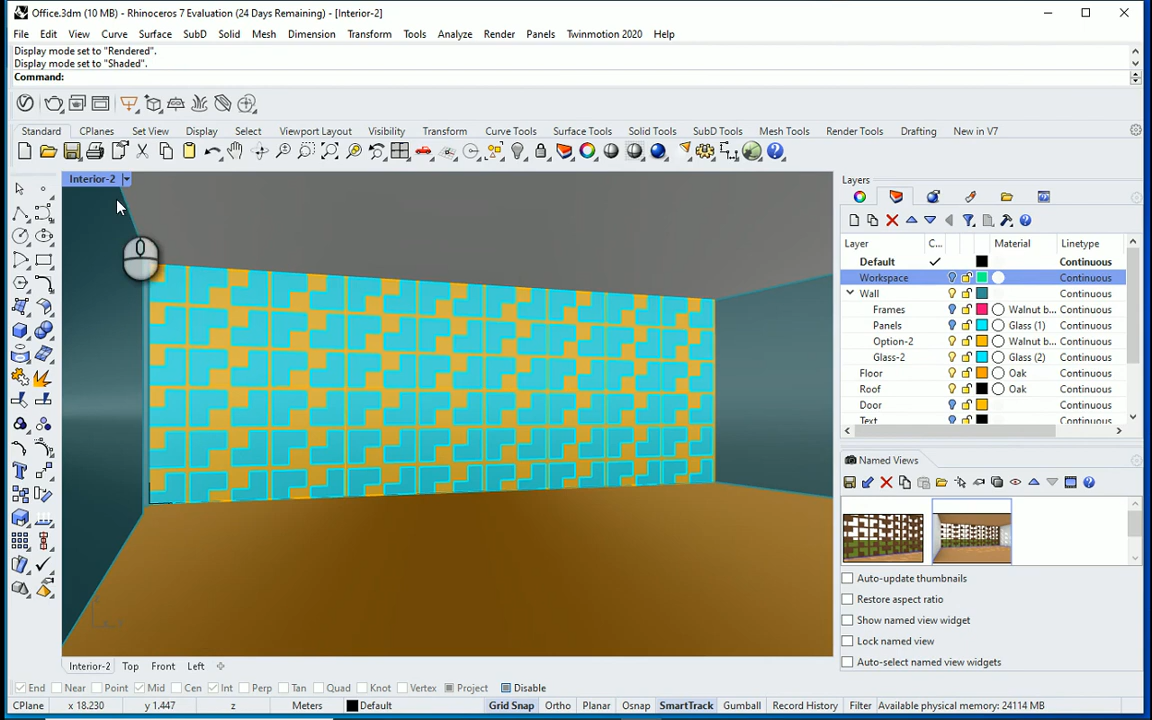 Office.3dm (10 MB) - Rhinoceros 7 Evaluation (24 Days Remaining) - [Interior-2]
File Edit View Curve Surface SubD Solid Mesh Dimension Transform Tools Analyze Render Panels Twinmotion 2020 Help
Display mode set to "Rendered".
Display mode set to "Shaded".
Command:
Standard CPlanes Set View Display Select Viewport Layout Visibility Transform Curve Tools Surface Tools Solid Tools SubD Tools Mesh Tools Render Tools Drafting New in V7
Interior-2
Layers
Layer C... Material Linetype
Default Continuous
Workspace Continuous
Wall Continuous
Frames Walnut b... Continuous
Panels Glass (1) Continuous
Option-2 Walnut b... Continuous
Glass-2 Glass (2) Continuous
Floor Oak Continuous
Roof Oak Continuous
Door Continuous
Text Continuous
Named Views
Auto-update thumbnails
Restore aspect ratio
Show named view widget
Lock named view
Auto-select named view widgets
Interior-2 Top Front Left
End Near Point Mid Cen Int Perp Tan Quad Knot Vertex Project Disable
CPlane x 18.230 y 1.447 z Meters Default Grid Snap Ortho Planar Osnap SmartTrack Gumball Record History Filter Available physical memory: 24114 MB